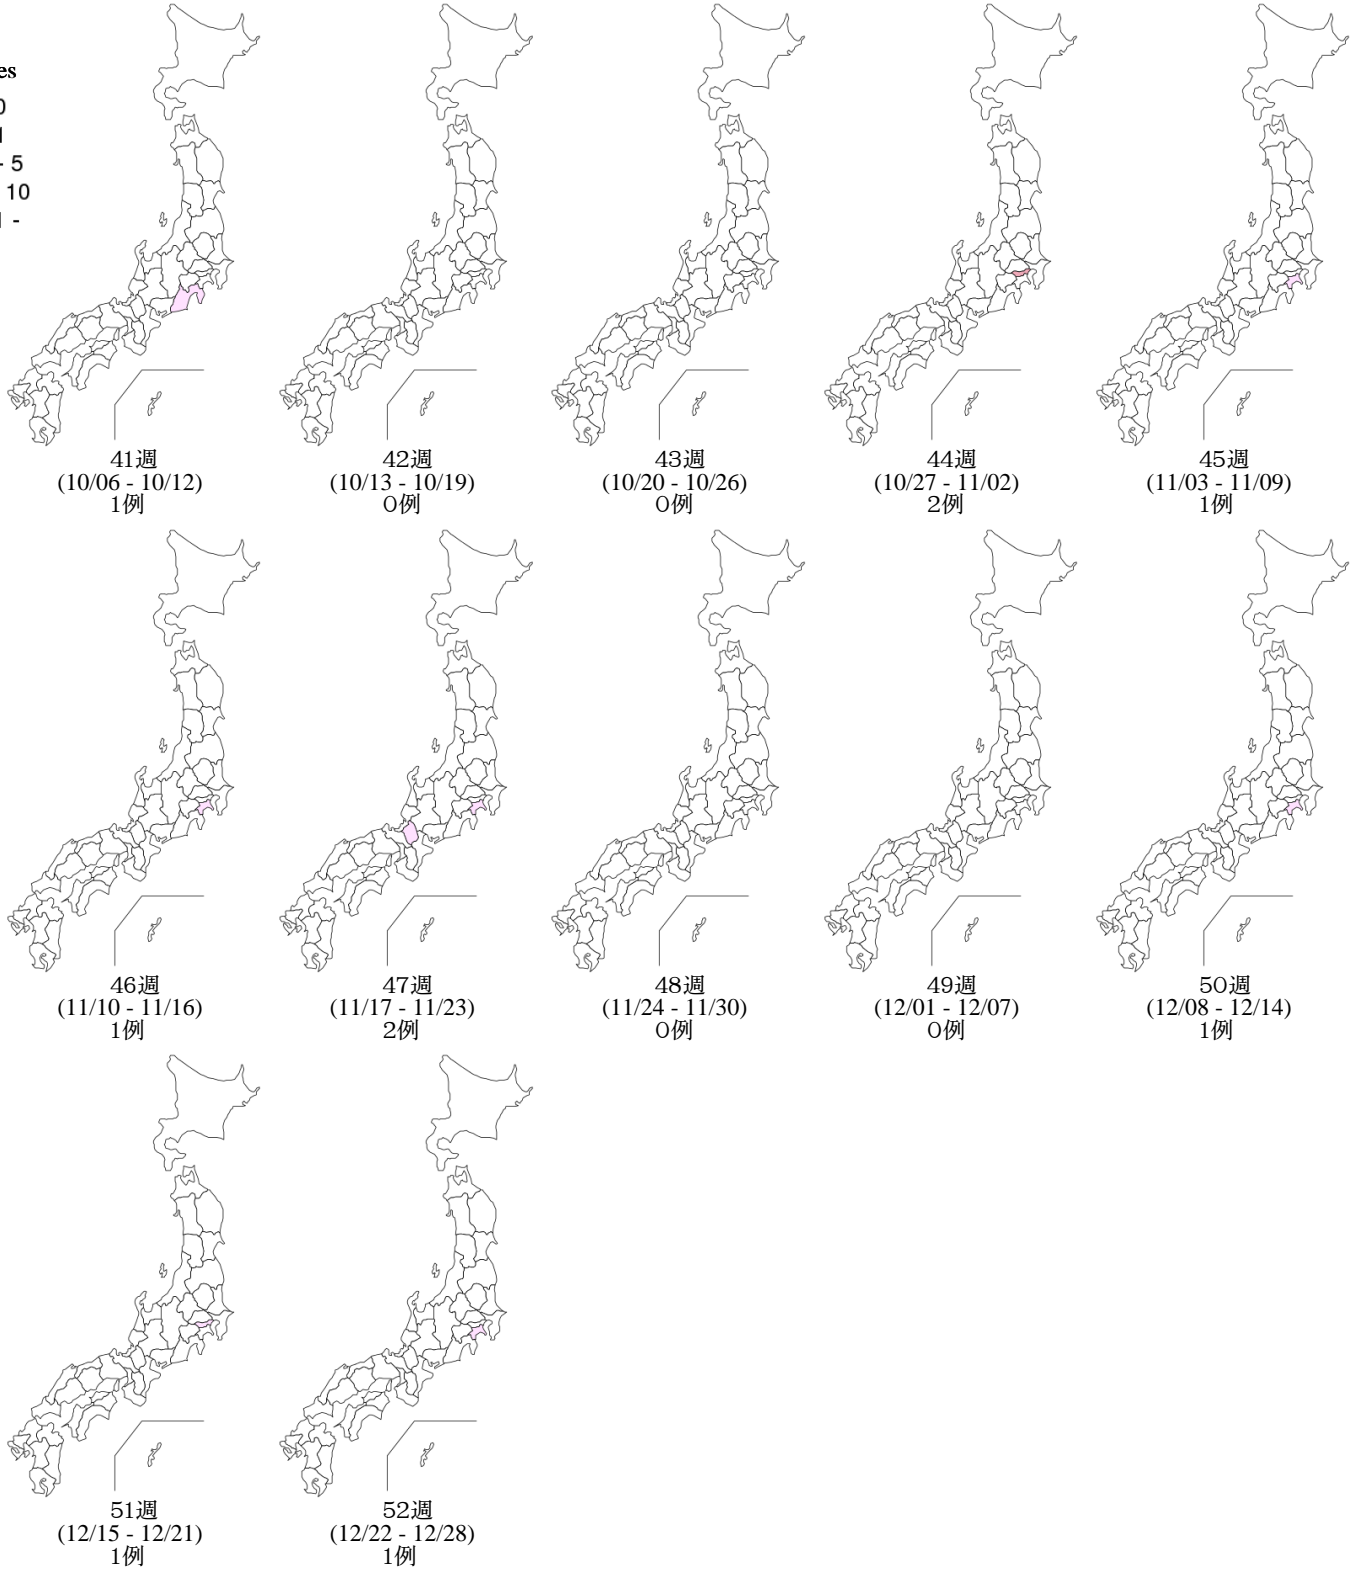 es
0
1
- 5
10
1 -
41週
(10/06 - 10/12)
1例
42週
(10/13 - 10/19)
0例
43週
(10/20 - 10/26)
0例
44週
(10/27 - 11/02)
2例
45週
(11/03 - 11/09)
1例
46週
(11/10 - 11/16)
1例
47週
(11/17 - 11/23)
2例
48週
(11/24 - 11/30)
0例
49週
(12/01 - 12/07)
0例
50週
(12/08 - 12/14)
1例
51週
(12/15 - 12/21)
1例
52週
(12/22 - 12/28)
1例